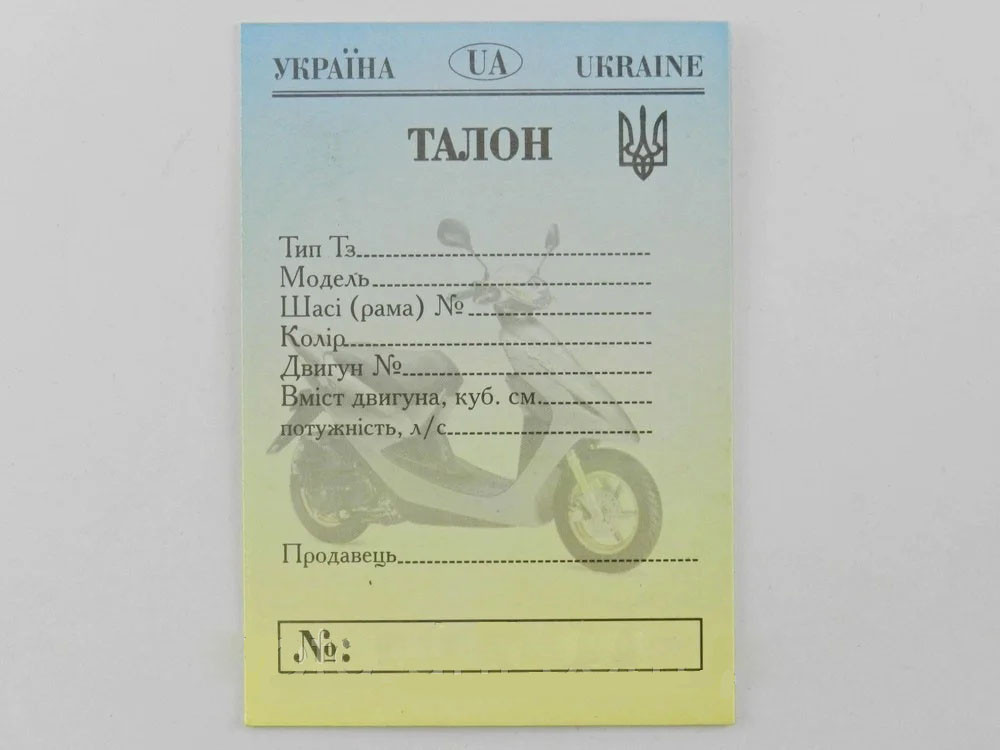 УКРАЇНА UA UKRAINE
ТАЛОН
Тип Тз
Модель
Шасі (рама) №
Колір
Двигун №
Вміст двигуна, куб. см
потужність, л/с
Продавець
№: